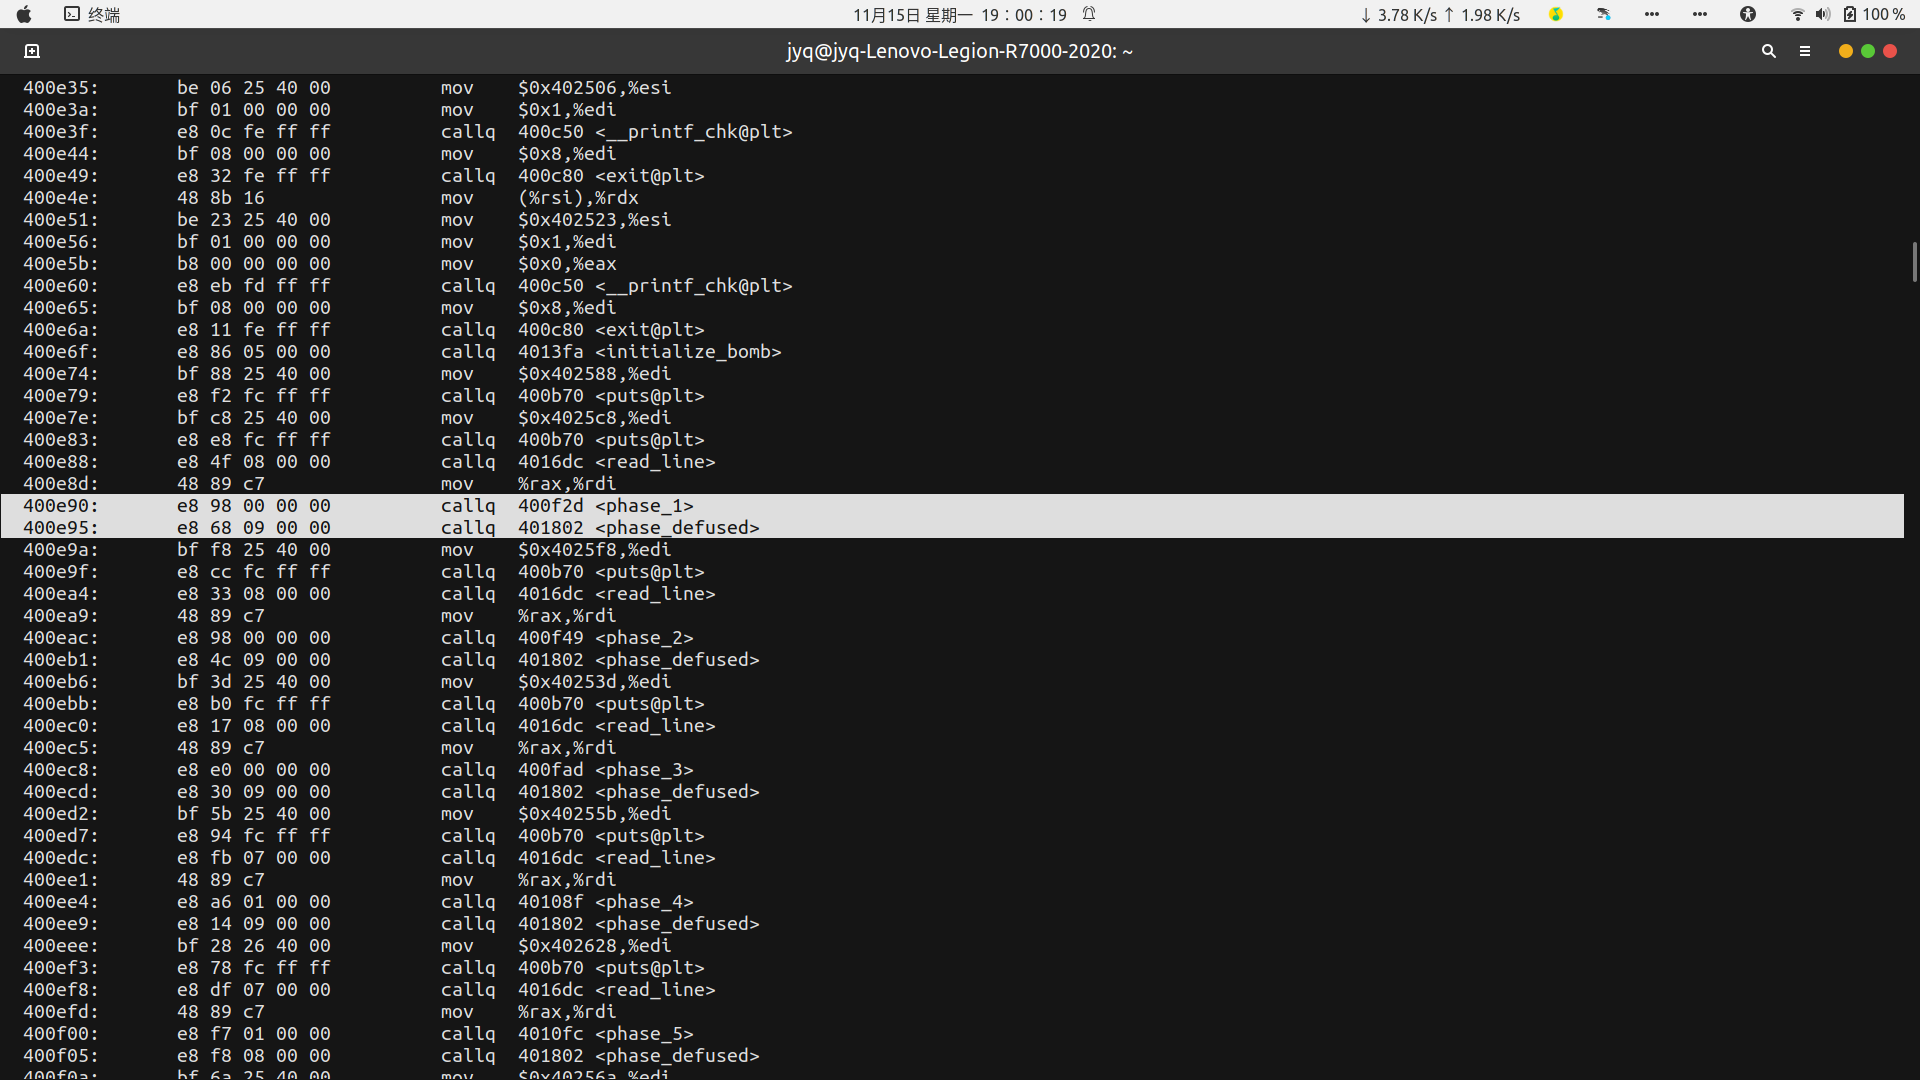 终端 11月15日 星期一 19：00：19 ↓ 3.78 K/s ↑ 1.98 K/s 100 %
jyq@jyq-Lenovo-Legion-R7000-2020: ~
400e35: be 06 25 40 00 mov $0x402506,%esi
400e3a: bf 01 00 00 00 mov $0x1,%edi
400e3f: e8 0c fe ff ff callq 400c50 <__printf_chk@plt>
400e44: bf 08 00 00 00 mov $0x8,%edi
400e49: e8 32 fe ff ff callq 400c80 <exit@plt>
400e4e: 48 8b 16 mov (%rsi),%rdx
400e51: be 23 25 40 00 mov $0x402523,%esi
400e56: bf 01 00 00 00 mov $0x1,%edi
400e5b: b8 00 00 00 00 mov $0x0,%eax
400e60: e8 eb fd ff ff callq 400c50 <__printf_chk@plt>
400e65: bf 08 00 00 00 mov $0x8,%edi
400e6a: e8 11 fe ff ff callq 400c80 <exit@plt>
400e6f: e8 86 05 00 00 callq 4013fa <initialize_bomb>
400e74: bf 88 25 40 00 mov $0x402588,%edi
400e79: e8 f2 fc ff ff callq 400b70 <puts@plt>
400e7e: bf c8 25 40 00 mov $0x4025c8,%edi
400e83: e8 e8 fc ff ff callq 400b70 <puts@plt>
400e88: e8 4f 08 00 00 callq 4016dc <read_line>
400e8d: 48 89 c7 mov %rax,%rdi
400e90: e8 98 00 00 00 callq 400f2d <phase_1>
400e95: e8 68 09 00 00 callq 401802 <phase_defused>
400e9a: bf f8 25 40 00 mov $0x4025f8,%edi
400e9f: e8 cc fc ff ff callq 400b70 <puts@plt>
400ea4: e8 33 08 00 00 callq 4016dc <read_line>
400ea9: 48 89 c7 mov %rax,%rdi
400eac: e8 98 00 00 00 callq 400f49 <phase_2>
400eb1: e8 4c 09 00 00 callq 401802 <phase_defused>
400eb6: bf 3d 25 40 00 mov $0x40253d,%edi
400ebb: e8 b0 fc ff ff callq 400b70 <puts@plt>
400ec0: e8 17 08 00 00 callq 4016dc <read_line>
400ec5: 48 89 c7 mov %rax,%rdi
400ec8: e8 e0 00 00 00 callq 400fad <phase_3>
400ecd: e8 30 09 00 00 callq 401802 <phase_defused>
400ed2: bf 5b 25 40 00 mov $0x40255b,%edi
400ed7: e8 94 fc ff ff callq 400b70 <puts@plt>
400edc: e8 fb 07 00 00 callq 4016dc <read_line>
400ee1: 48 89 c7 mov %rax,%rdi
400ee4: e8 a6 01 00 00 callq 40108f <phase_4>
400ee9: e8 14 09 00 00 callq 401802 <phase_defused>
400eee: bf 28 26 40 00 mov $0x402628,%edi
400ef3: e8 78 fc ff ff callq 400b70 <puts@plt>
400ef8: e8 df 07 00 00 callq 4016dc <read_line>
400efd: 48 89 c7 mov %rax,%rdi
400f00: e8 f7 01 00 00 callq 4010fc <phase_5>
400f05: e8 f8 08 00 00 callq 401802 <phase_defused>
400f0a: bf 6a 25 40 00 mov $0x40256a,%edi